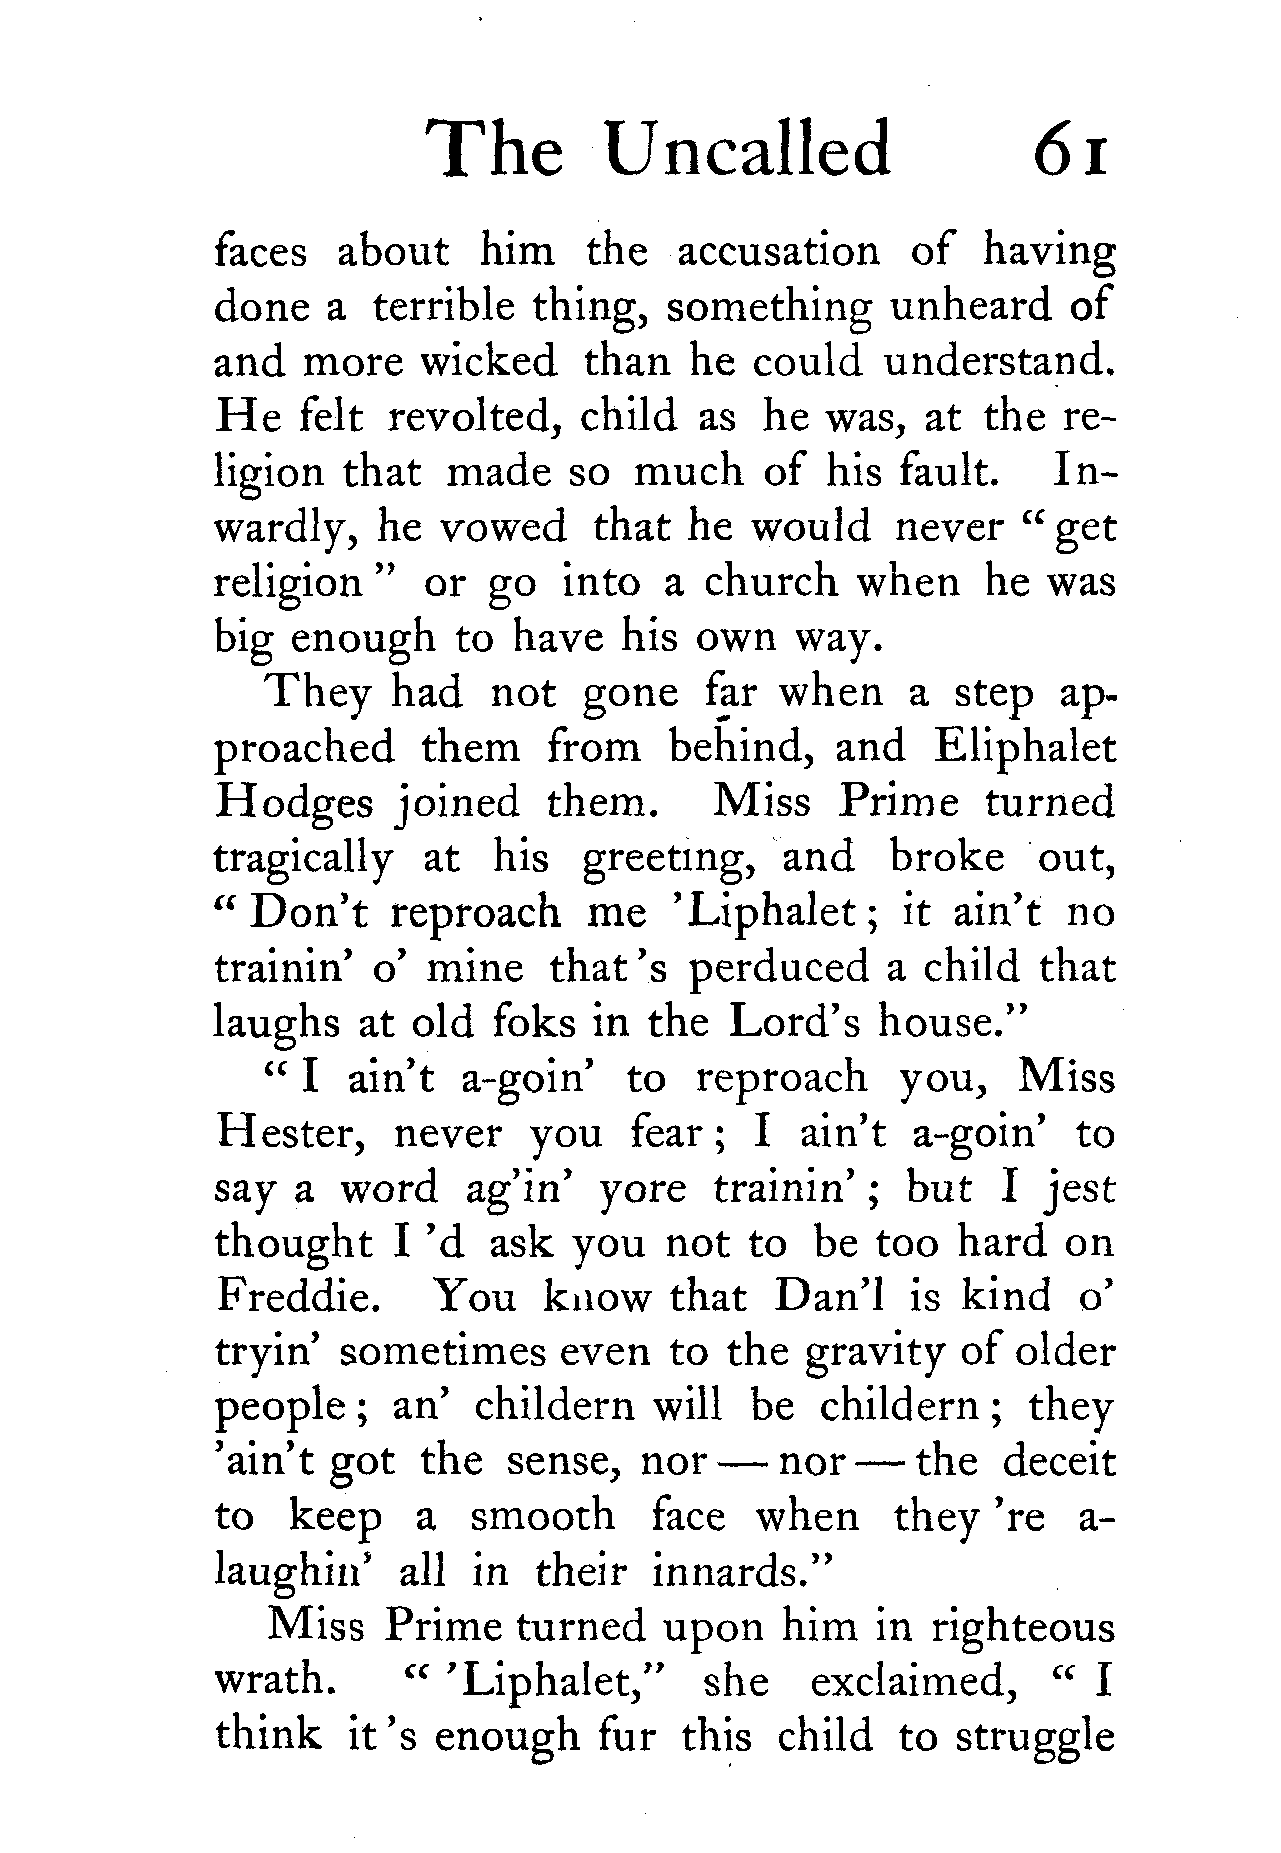 The Uncalled 61
faces about him the accusation of having
done a terrible thing, something unheard of
and more wicked than he could understand.
He felt revolted, child as he was, at the re-
ligion that made so much of his fault. In-
wardly, he vowed that he would never “ get
religion ” or go into a church when he was
big enough to have his own way.
They had not gone far when a step ap-
proached them from behind, and Eliphalet
Hodges joined them. Miss Prime turned
tragically at his greeting, and broke out,
“ Don’t reproach me ’Liphalet ; it ain’t no
trainin’ o’ mine that ’s perduced a child that
laughs at old foks in the Lord’s house.”
“ I ain’t a-goin’ to reproach you, Miss
Hester, never you fear ; I ain’t a-goin’ to
say a word ag’in’ yore trainin’ ; but I jest
thought I ’d ask you not to be too hard on
Freddie. You know that Dan’l is kind o’
tryin’ sometimes even to the gravity of older
people ; an’ childern will be childern ; they
’ain’t got the sense, nor — nor — the deceit
to keep a smooth face when they ’re a-
laughin’ all in their innards.”
Miss Prime turned upon him in righteous
wrath. “ ’Liphalet,” she exclaimed, “ I
think it ’s enough fur this child to struggle